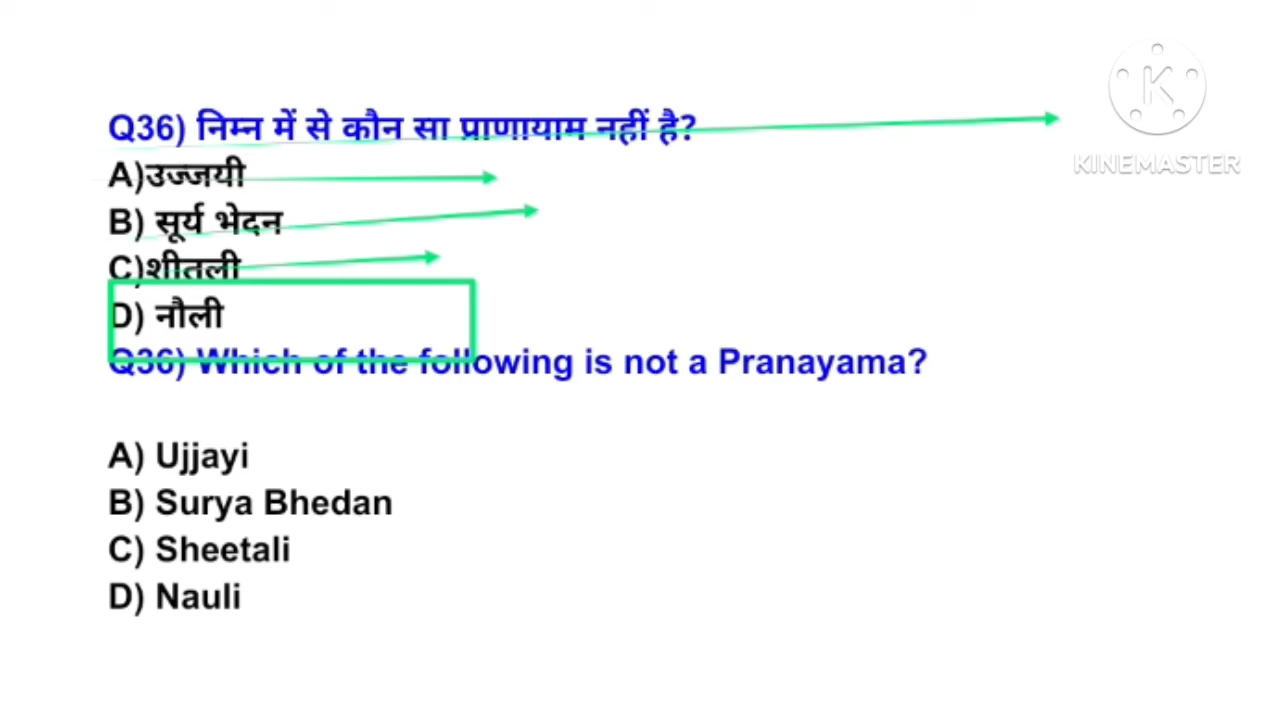 Q36) निम्न में से कौन सा प्राणायाम नहीं है?
A)उज्जयी
B) सूर्य भेदन
C)शीतली
D) नौली
Q36) Which of the following is not a Pranayama?
A) Ujjayi
B) Surya Bhedan
C) Sheetali
D) Nauli
K
KINEMASTER